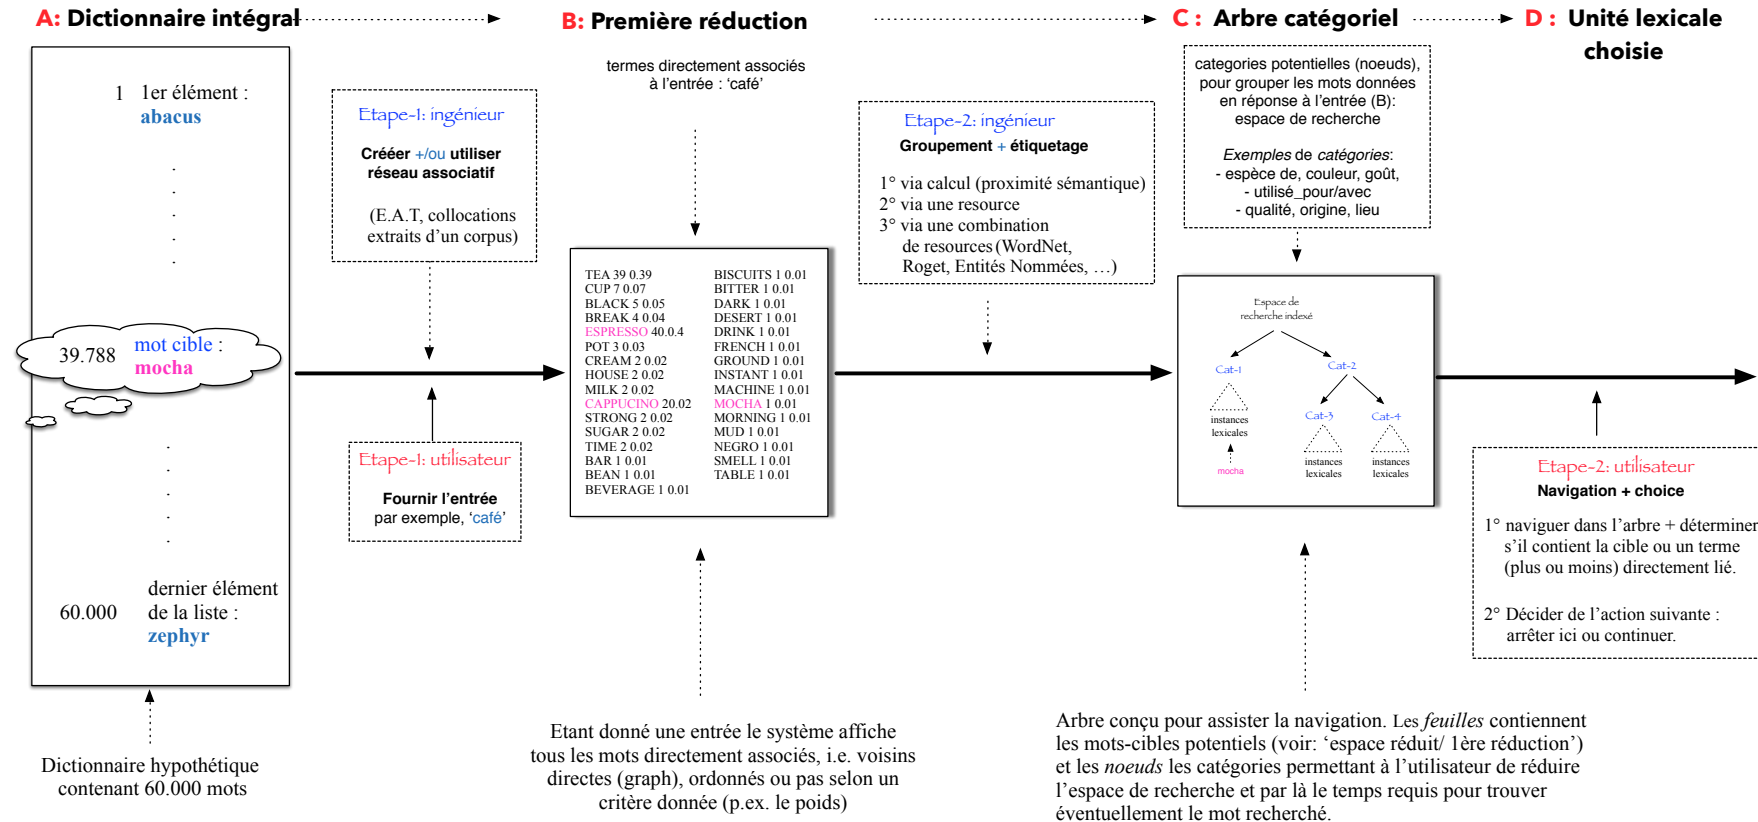 A: Dictionnaire intégral
B: Première réduction
C : Arbre catégoriel
D : Unité lexicale
choisie
1 1er élément :
abacus
39.788 mot cible :
mocha
60.000 dernier élément
de la liste :
zephyr
Dictionnaire hypothétique
contenant 60.000 mots
Etape-1: ingénieur
Crééer +/ou utiliser
réseau associatif
(E.A.T, collocations
extraits d'un corpus)
Etape-1: utilisateur
Fournir l'entrée
par exemple, 'café'
termes directement associés
à l'entrée : 'café'
TEA 39 0.39
CUP 7 0.07
BLACK 5 0.05
BREAK 4 0.04
ESPRESSO 40.0.4
POT 3 0.03
CREAM 2 0.02
HOUSE 2 0.02
MILK 2 0.02
CAPPUCINO 20.02
STRONG 2 0.02
SUGAR 2 0.02
TIME 2 0.02
BAR 1 0.01
BEAN 1 0.01
BEVERAGE 1 0.01
BISCUITS 1 0.01
BITTER 1 0.01
DARK 1 0.01
DESERT 1 0.01
DRINK 1 0.01
FRENCH 1 0.01
GROUND 1 0.01
INSTANT 1 0.01
MACHINE 1 0.01
MOCHA 1 0.01
MORNING 1 0.01
MUD 1 0.01
NEGRO 1 0.01
SMELL 1 0.01
TABLE 1 0.01
Etant donné une entrée le système affiche
tous les mots directement associés, i.e. voisins
directes (graph), ordonnés ou pas selon un
critère donnée (p.ex. le poids)
Etape-2: ingénieur
Groupement + étiquetage
1° via calcul (proximité sémantique)
2° via une resource
3° via une combination
de resources (WordNet,
Roget, Entités Nommées, …)
categories potentielles (noeuds),
pour grouper les mots données
en réponse à l'entrée (B):
espace de recherche
Exemples de catégories:
- espèce de, couleur, goût,
- utilisé_pour/avec
- qualité, origine, lieu
Espace de
recherche indexé
Cat-1
Cat-2
instances
lexicales
mocha
Cat-3
Cat-4
instances
lexicales
instances
lexicales
Arbre conçu pour assister la navigation. Les feuilles contiennent
les mots-cibles potentiels (voir: 'espace réduit/ 1ère réduction')
et les noeuds les catégories permettant à l'utilisateur de réduire
l'espace de recherche et par là le temps requis pour trouver
éventuellement le mot recherché.
Etape-2: utilisateur
Navigation + choice
1° naviguer dans l'arbre + déterminer
s'il contient la cible ou un terme
(plus ou moins) directement lié.
2° Décider de l'action suivante :
arrêter ici ou continuer.